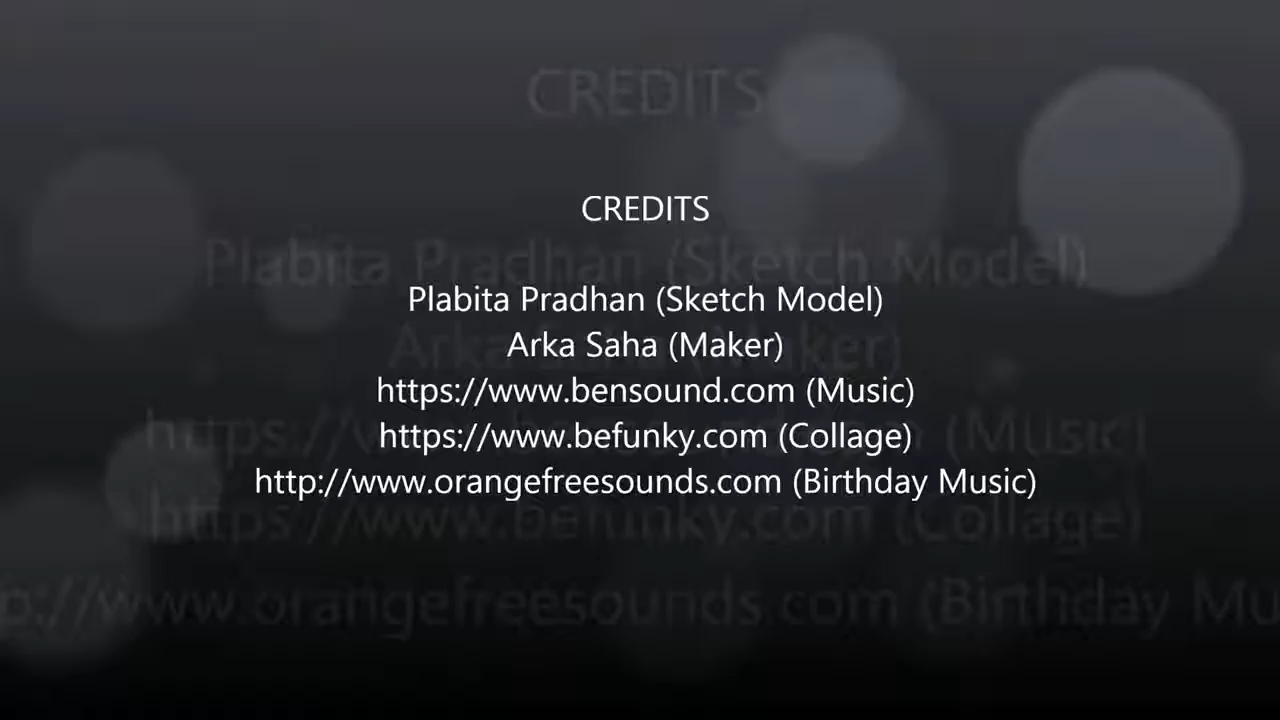 CREDITS
Plabita Pradhan (Sketch Model)
Arka Saha (Maker)
https://www.bensound.com (Music)
https://www.befunky.com (Collage)
http://www.orangefreesounds.com (Birthday Music)